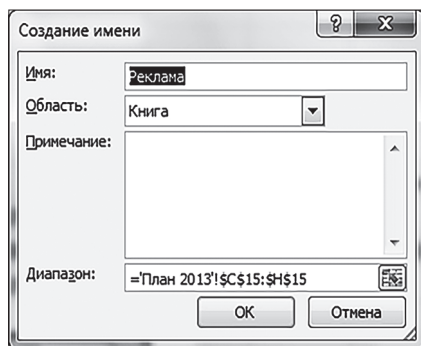 Создание имени
Имя: Реклама
Область: Книга
Примечание:
Диапазон: ='План 2013'!$C$15:$H$15
OK Отмена